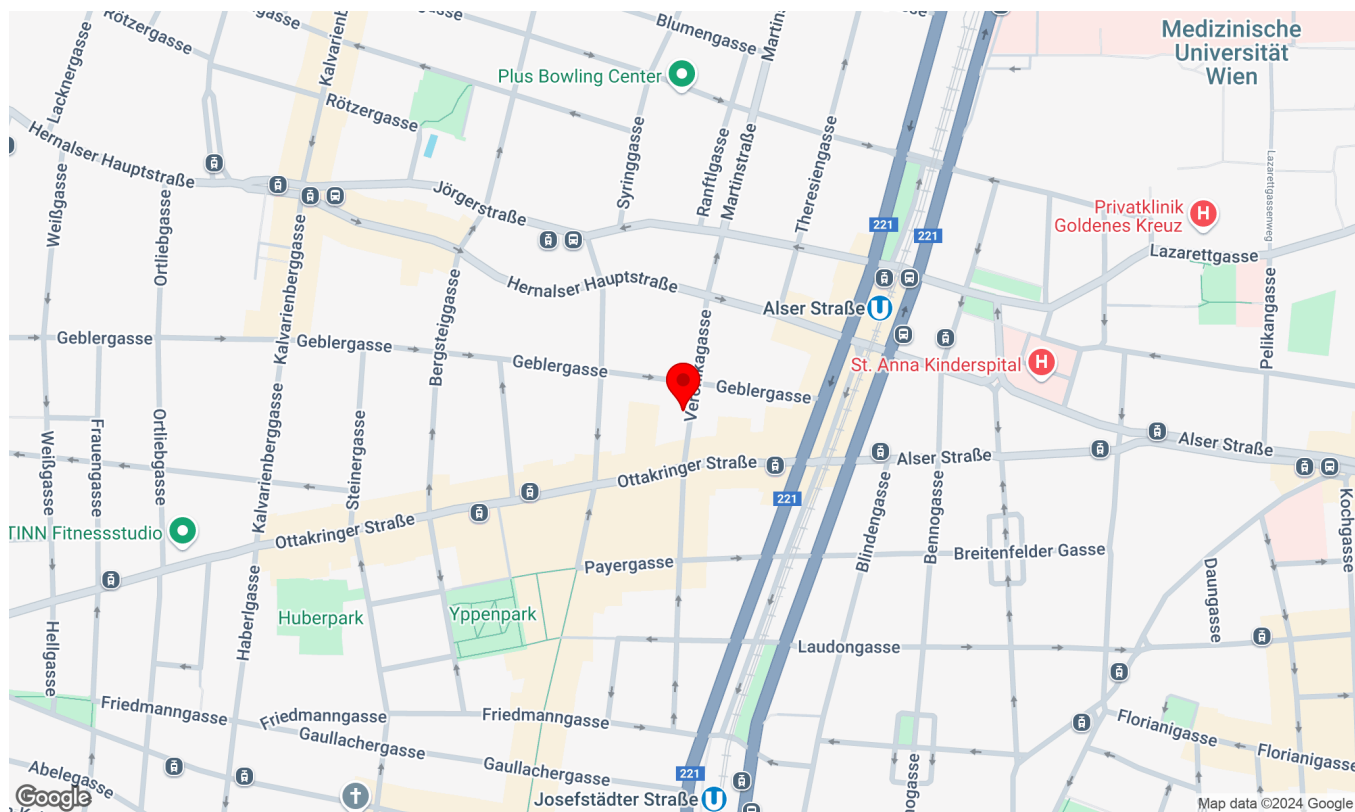 Blumengasse
Rötzergasse
Lacknergasse
Kalvarienberg
Martinstraße
Medizinische
Universität
Wien
Plus Bowling Center
Rötzergasse
Hernalser Hauptstraße
Syringgasse
Ranftlgasse
Martinstraße
Theresiengasse
Lazarettgassenweg
Weißgasse
Ortliebgasse
Jörgerstraße
Privatklinik
Goldenes Kreuz
H
221
221
Lazarettgasse
Kalvarienberggasse
Bergsteiggasse
Hernalser Hauptstraße
Alser Straße
U
Pelikangasse
Geblergasse
Geblergasse
Geblergasse
Geblergasse
St. Anna Kinderspital
H
Weißgasse
Frauengasse
Ortliebgasse
Kalvarienberggasse
Steinergasse
Ottakringer Straße
Alser Straße
Alser Straße
221
Blindengasse
Bennogasse
Kochgasse
TINN Fitnessstudio
Ottakringer Straße
Payergasse
Breitenfelder Gasse
Daungasse
Huberpark
Yppenpark
Haberlgasse
Hellgasse
Laudongasse
Friedmanngasse
Friedmanngasse
Friedmanngasse
Florianigasse
Florianigasse
Gaullachergasse
Gaullachergasse
Abelegasse
221
Josefstädter Straße
U
Google
Map data ©2024 Google